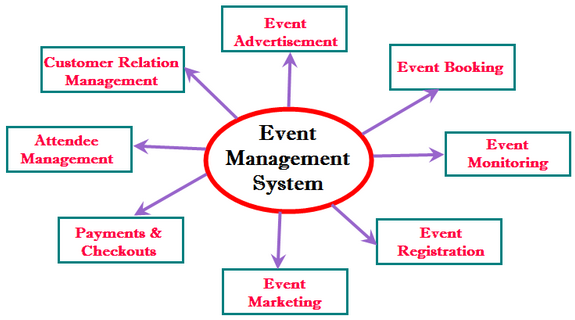 Event
Advertisement
Customer Relation
Management
Event Booking
Attendee
Management
Event
Management
System
Event
Monitoring
Payments &
Checkouts
Event
Registration
Event
Marketing